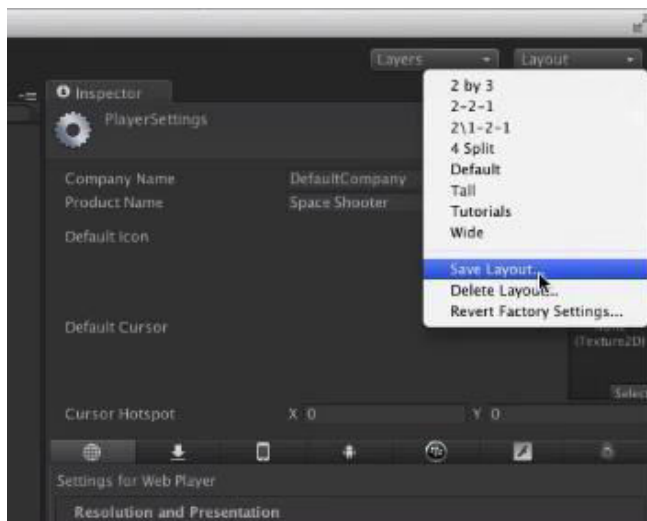 Layers
Layout
2 by 3
2-2-1
2\1-2-1
4 Split
Default
Tall
Tutorials
Wide
Save Layout...
Delete Layout...
Revert Factory Settings...
Inspector
PlayerSettings
Company Name
DefaultCompany
Product Name
Space Shooter
Default Icon
Default Cursor
None
(Texture2D)
Select
Cursor Hotspot
X 0
Y 0
Settings for Web Player
Resolution and Presentation